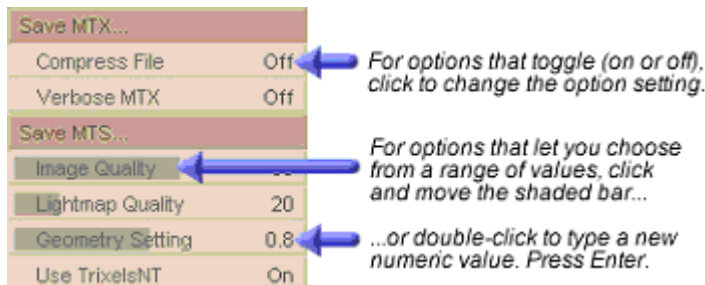 Save MTX...
Compress File Off
For options that toggle (on or off),
click to change the option setting.
Verbose MTX Off
Save MTS...
For options that let you choose
from a range of values, click
and move the shaded bar...
Image Quality
Lightmap Quality 20
Geometry Setting 0.8
...or double-click to type a new
numeric value. Press Enter.
Use TrixelsNT On